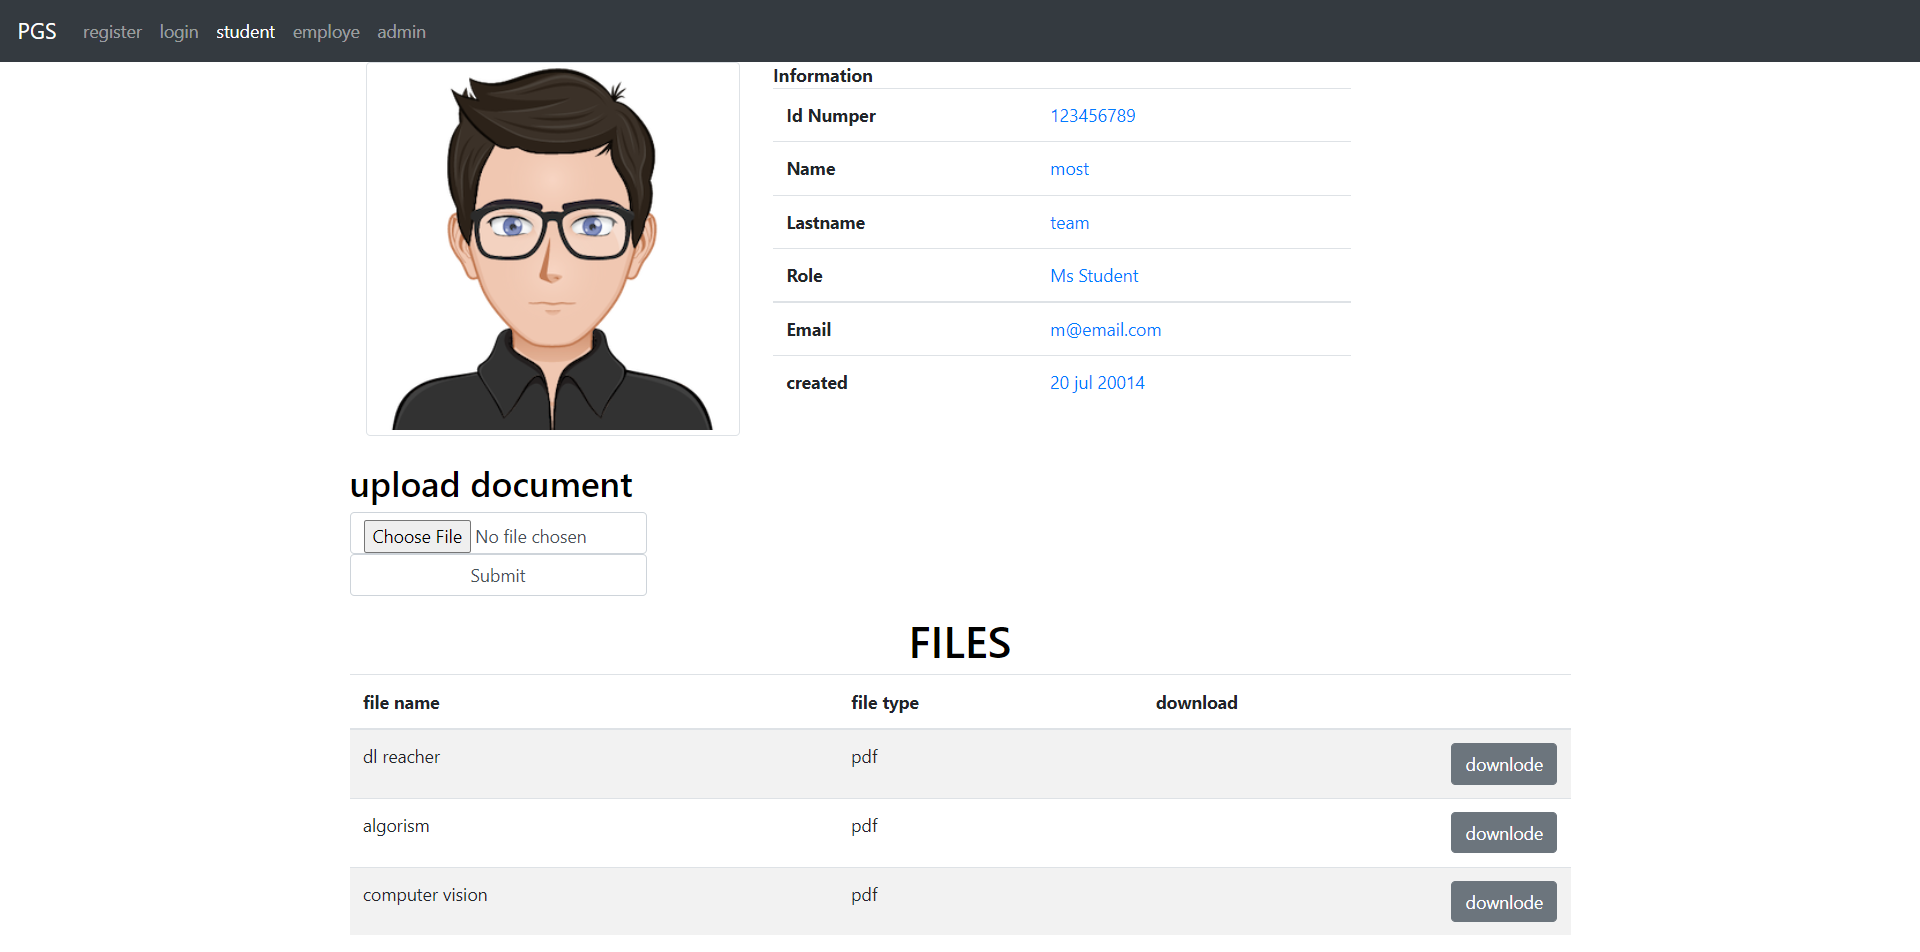 PGS register login student employe admin
Information
Id Numper 123456789
Name most
Lastname team
Role Ms Student
Email m@email.com
created 20 jul 20014
upload document
Choose File No file chosen
Submit
FILES
file name file type download
dl reacher pdf downlode
algorism pdf downlode
computer vision pdf downlode